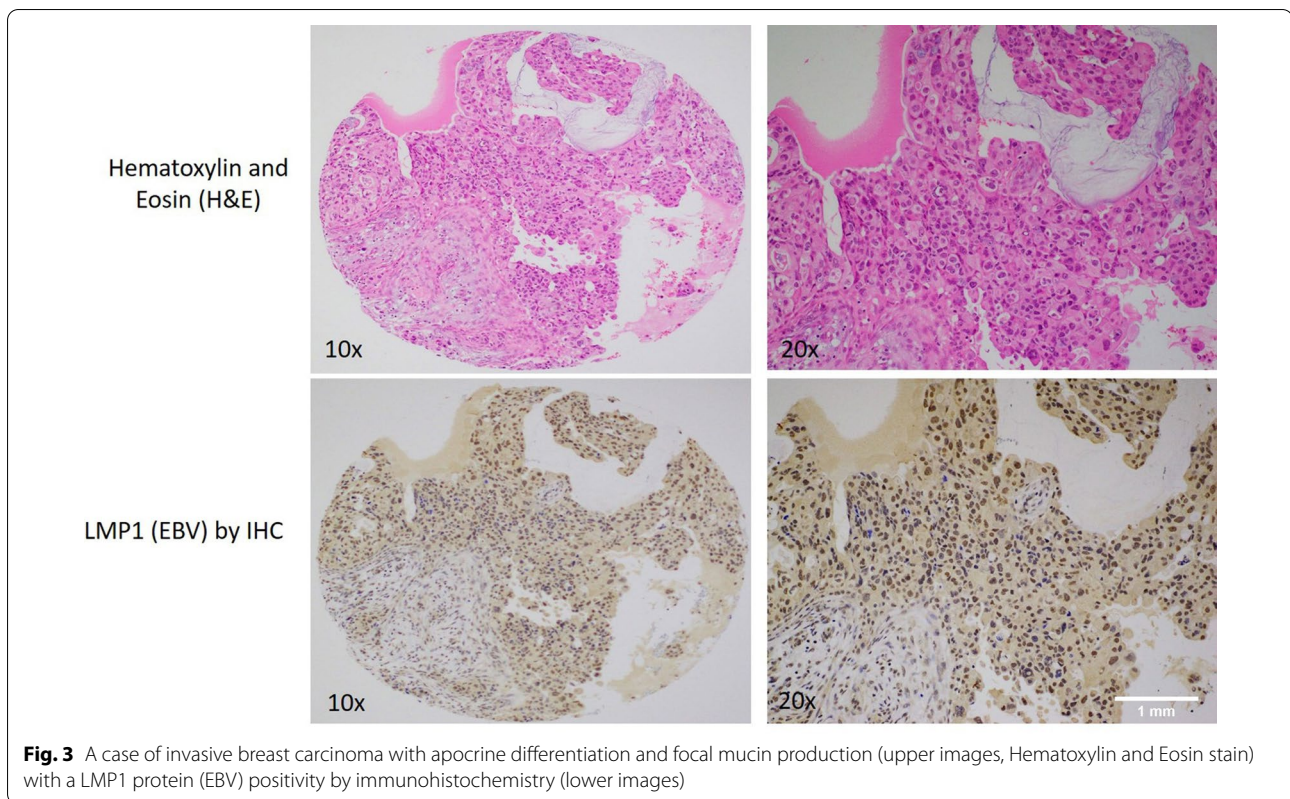 Hematoxylin and
Eosin (H&E)
10x
20x
LMP1 (EBV) by IHC
10x
20x
1 mm
Fig. 3 A case of invasive breast carcinoma with apocrine differentiation and focal mucin production (upper images, Hematoxylin and Eosin stain)
with a LMP1 protein (EBV) positivity by immunohistochemistry (lower images)